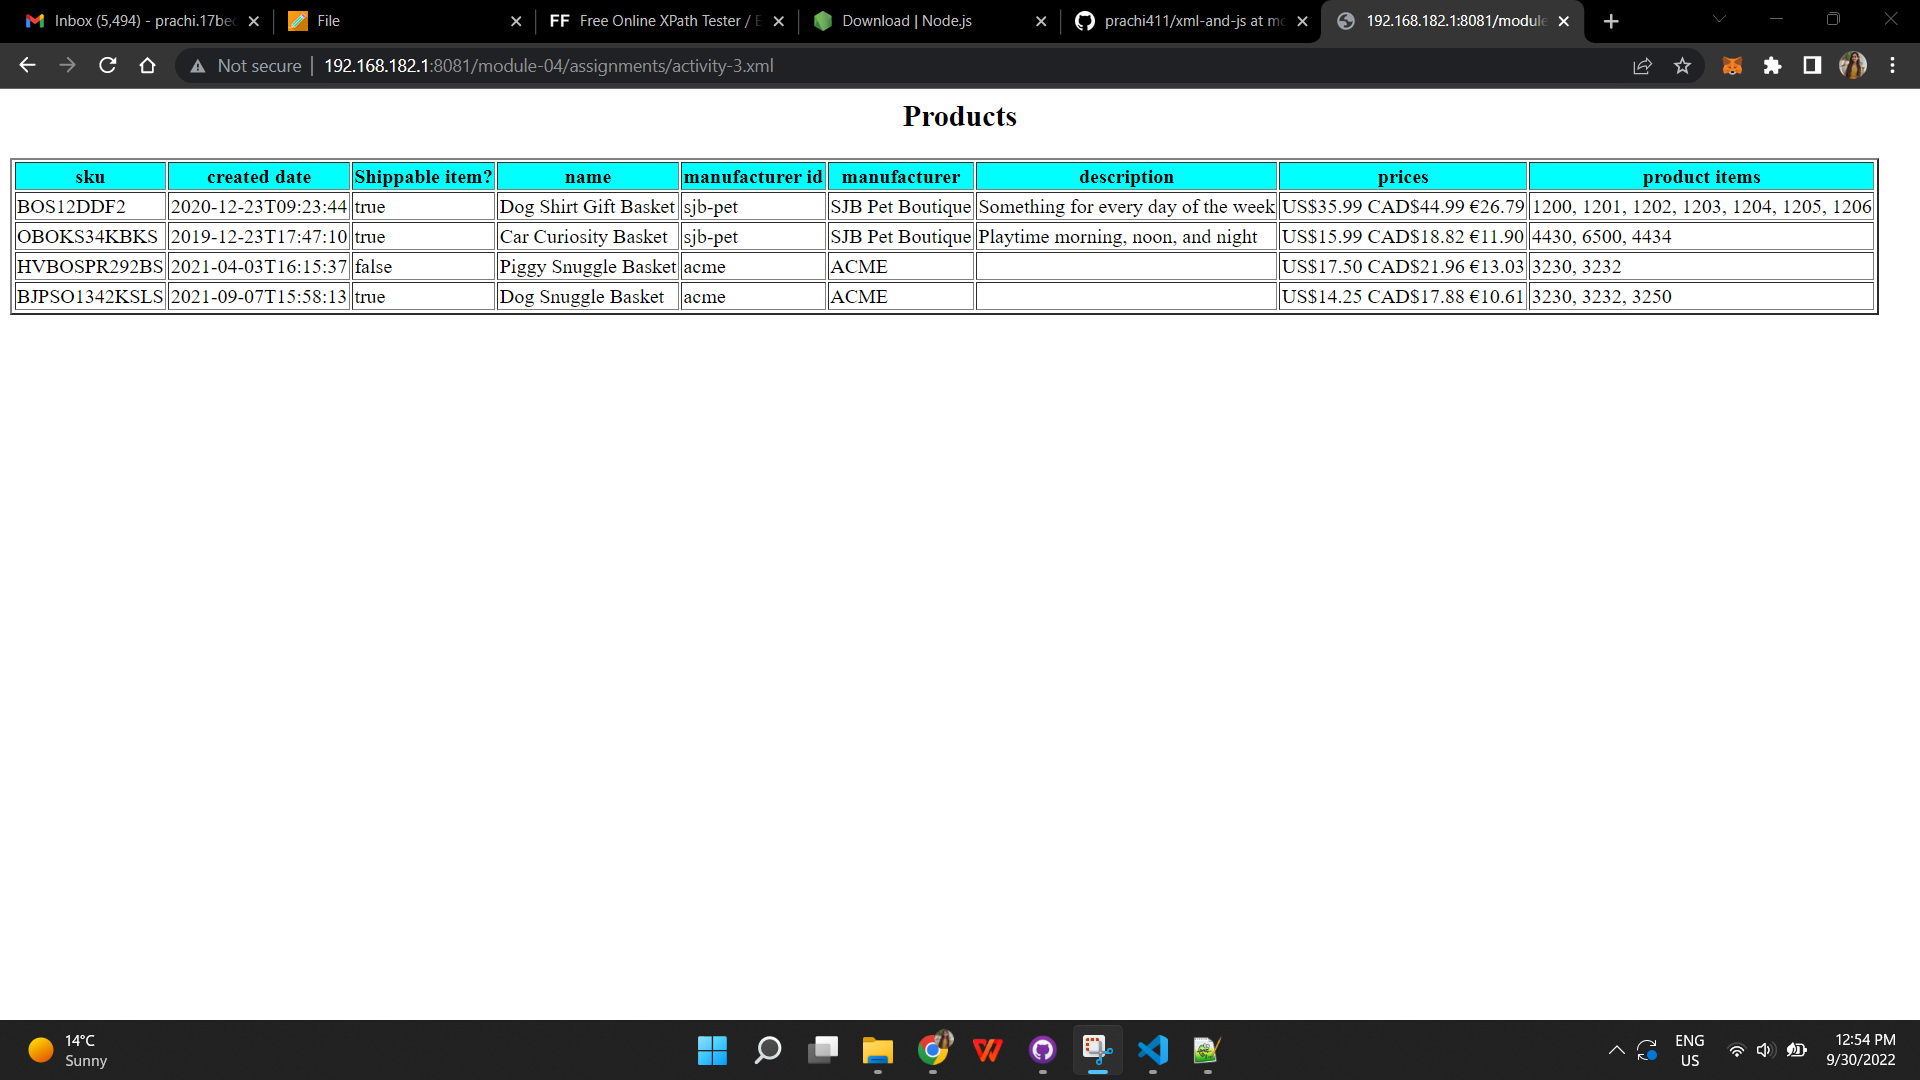 Inbox (5,494) - prachi.17bec
File
FF Free Online XPath Tester / E
Download | Node.js
prachi411/xml-and-js at mo
192.168.182.1:8081/module
Not secure 192.168.182.1:8081/module-04/assignments/activity-3.xml
Products
sku created date Shippable item? name manufacturer id manufacturer description prices product items
BOS12DDF2 2020-12-23T09:23:44 true Dog Shirt Gift Basket sjb-pet SJB Pet Boutique Something for every day of the week US$35.99 CAD$44.99 €26.79 1200, 1201, 1202, 1203, 1204, 1205, 1206
OBOKS34KBKS 2019-12-23T17:47:10 true Car Curiosity Basket sjb-pet SJB Pet Boutique Playtime morning, noon, and night US$15.99 CAD$18.82 €11.90 4430, 6500, 4434
HVBOSPR292BS 2021-04-03T16:15:37 false Piggy Snuggle Basket acme ACME US$17.50 CAD$21.96 €13.03 3230, 3232
BJPSO1342KSLS 2021-09-07T15:58:13 true Dog Snuggle Basket acme ACME US$14.25 CAD$17.88 €10.61 3230, 3232, 3250
14°C
Sunny
ENG
US
12:54 PM
9/30/2022